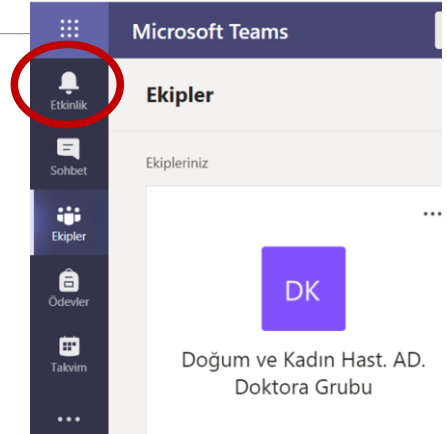 Microsoft Teams
Etkinlik
Ekipler
Sohbet
Ekipleriniz
Ekipler
...
DK
Ödevler
Doğum ve Kadın Hast. AD.
Doktora Grubu
Takvim
...